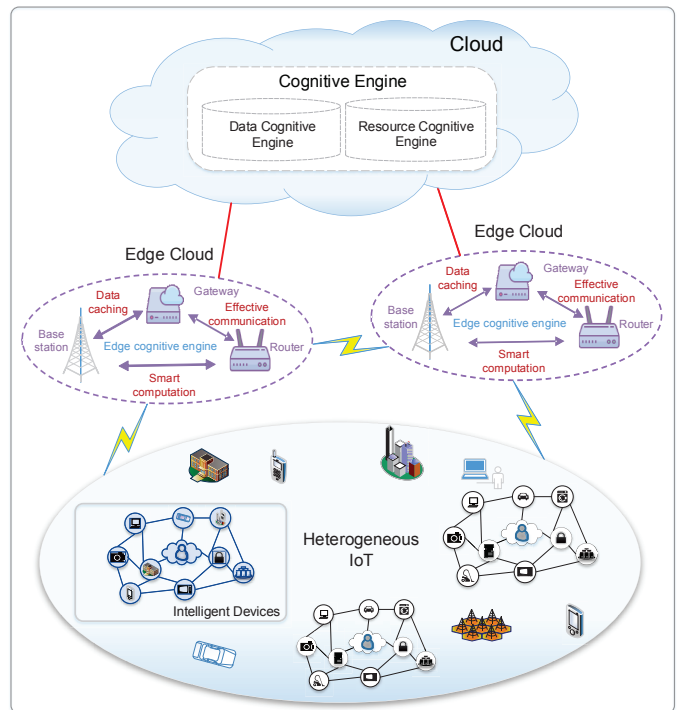 Cloud
Cognitive Engine
Data Cognitive
Engine
Resource Cognitive
Engine
Edge Cloud
Data
caching
Gateway
Effective
communication
Base
station
Edge cognitive engine
Router
Smart
computation
Edge Cloud
Data
caching
Gateway
Effective
communication
Base
station
Edge cognitive engine
Router
Smart
computation
Heterogeneous
IoT
Intelligent Devices